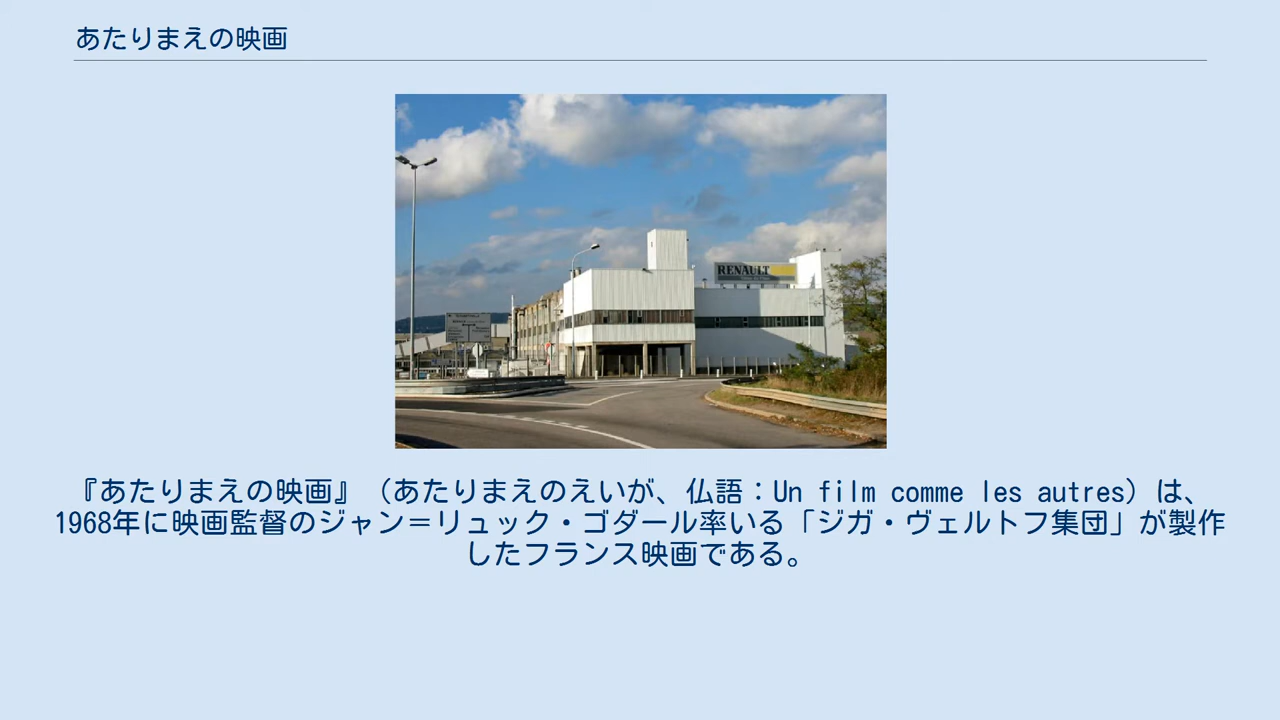 あたりまえの映画
RENAULT
『あたりまえの映画』（あたりまえのえいが、仏語：Un film comme les autres）は、
1968年に映画監督のジャン＝リュック・ゴダール率いる「ジガ・ヴェルトフ集団」が製作
したフランス映画である。